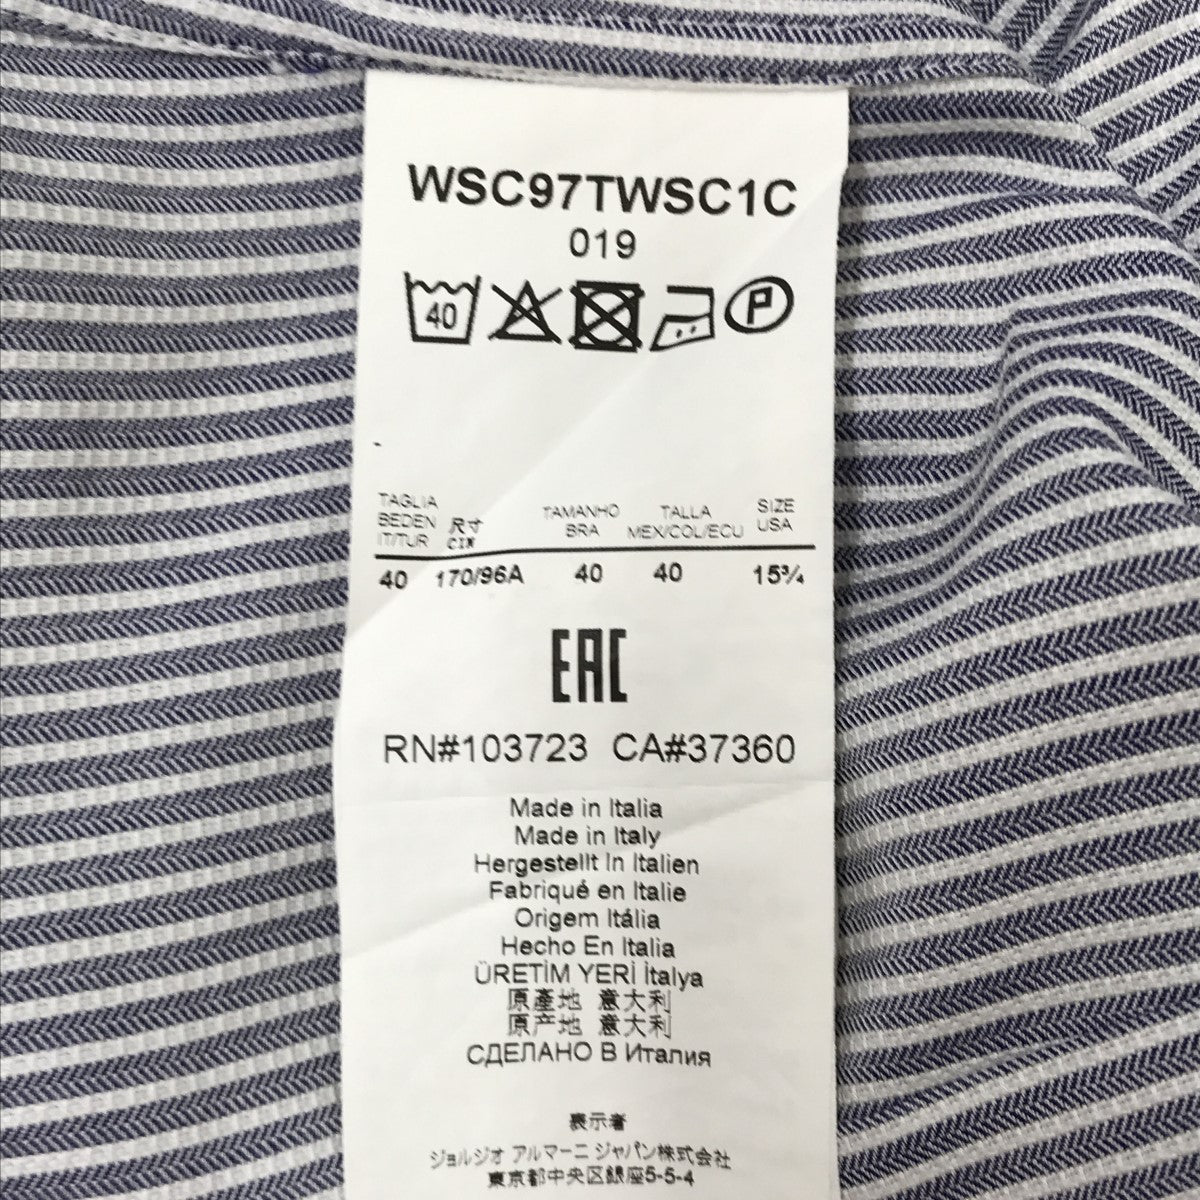 WSC97TWSC1C
019
40
P
TAGLIA BEDEN IT/TUR 尺寸 CIN TAMANHO BRA TALLA MEX/COL/ECU SIZE USA
40 170/96A 40 40 15¾
EAC
RN#103723 CA#37360
Made in Italia
Made in Italy
Hergestellt In Italien
Fabriqué en Italie
Origem Itália
Hecho En Italia
ÜRETİM YERİ İtalya
原產地 意大利
原产地 意大利
СДЕЛАНО В Италия
表示者
ジョルジオ アルマーニ ジャパン株式会社
東京都中央区銀座5-5-4